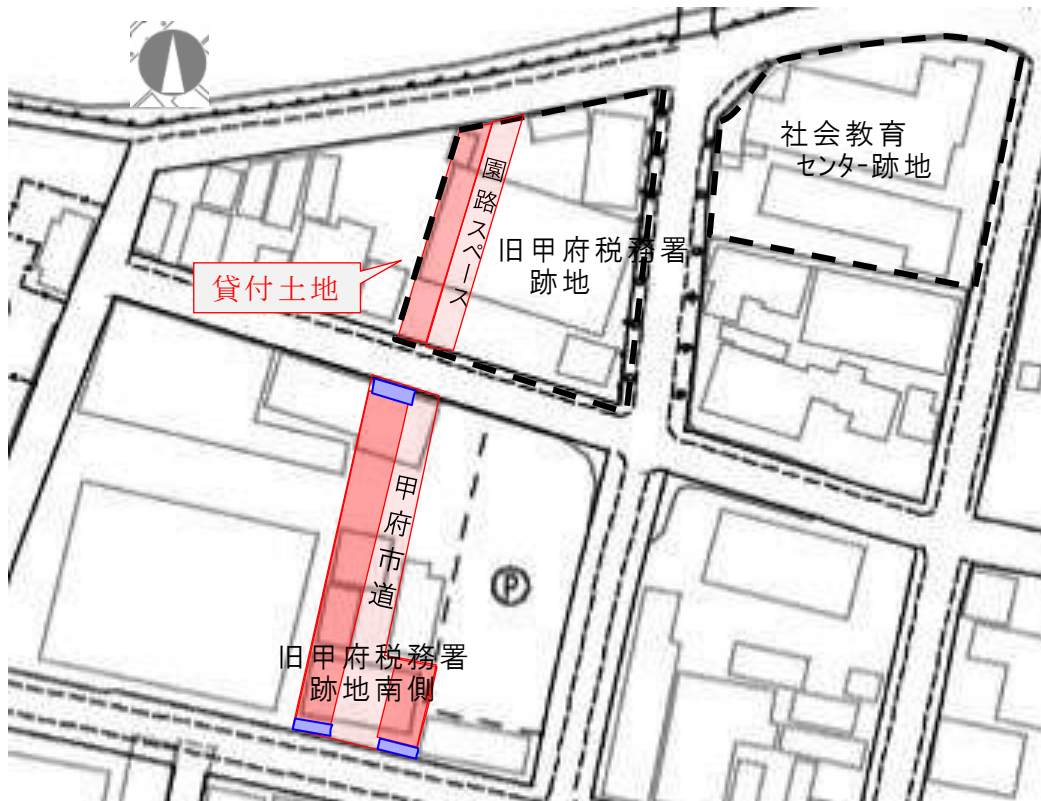 社会教育
センター跡地
園路スペース
旧甲府税務署
跡地
貸付土地
甲府市道
P
旧甲府税務署
跡地南側